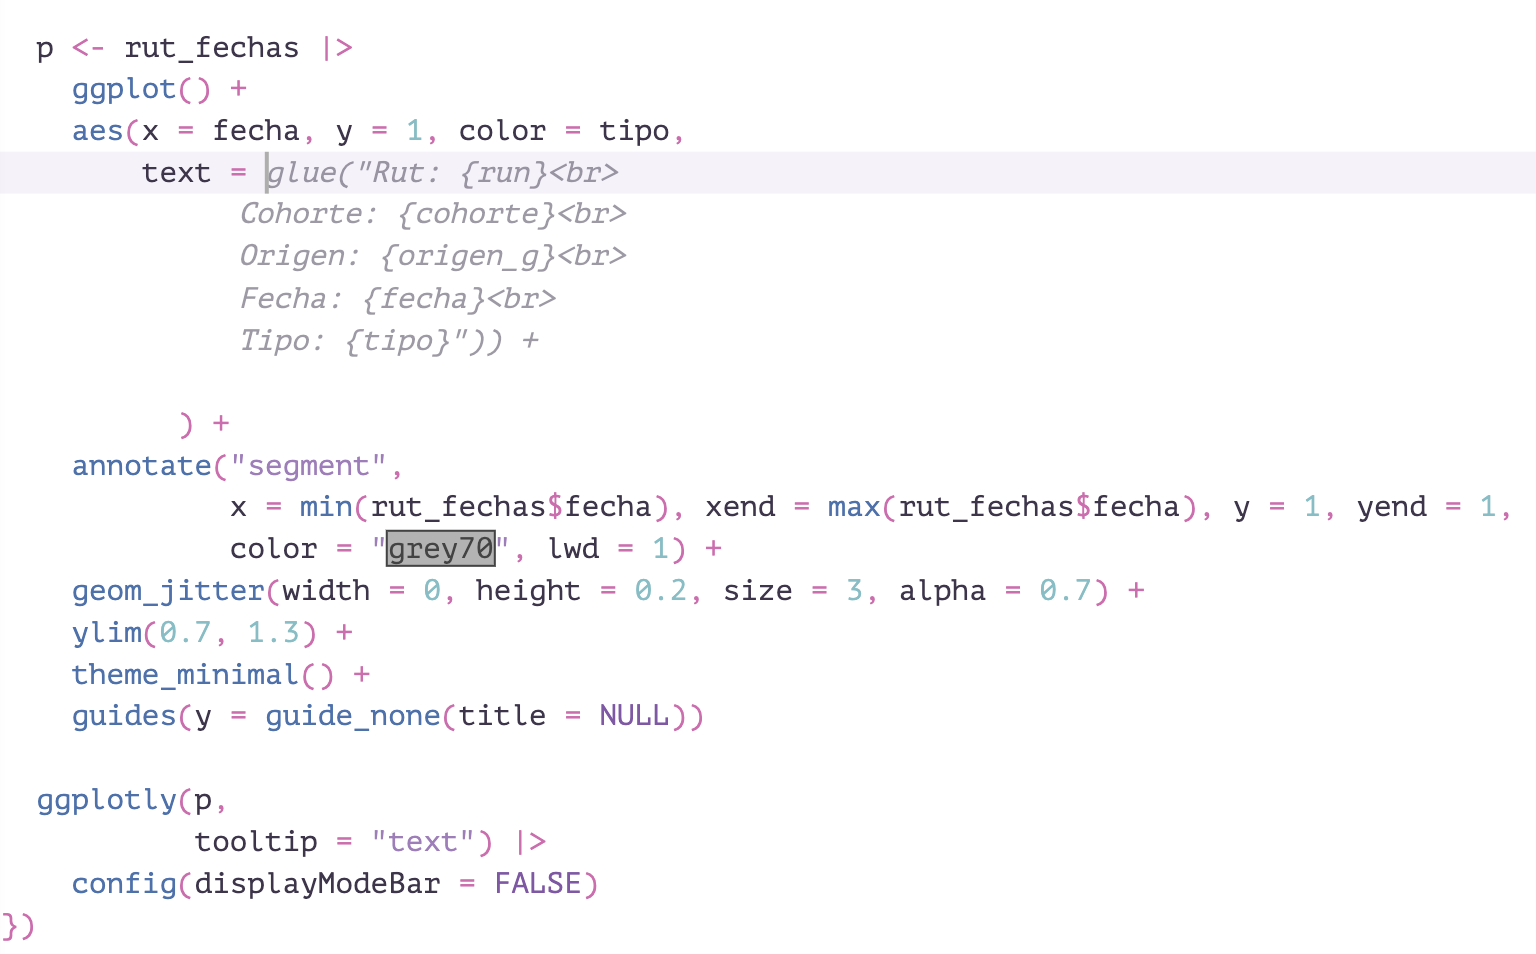 p <- rut_fechas |>
ggplot() +
aes(x = fecha, y = 1, color = tipo,
text = glue("Rut: {run}<br>
Cohorte: {cohorte}<br>
Origen: {origen_g}<br>
Fecha: {fecha}<br>
Tipo: {tipo}")) +
) +
annotate("segment",
x = min(rut_fechas$fecha), xend = max(rut_fechas$fecha), y = 1, yend = 1,
color = "grey70", lwd = 1) +
geom_jitter(width = 0, height = 0.2, size = 3, alpha = 0.7) +
ylim(0.7, 1.3) +
theme_minimal() +
guides(y = guide_none(title = NULL))
ggplotly(p,
tooltip = "text") |>
config(displayModeBar = FALSE)
})